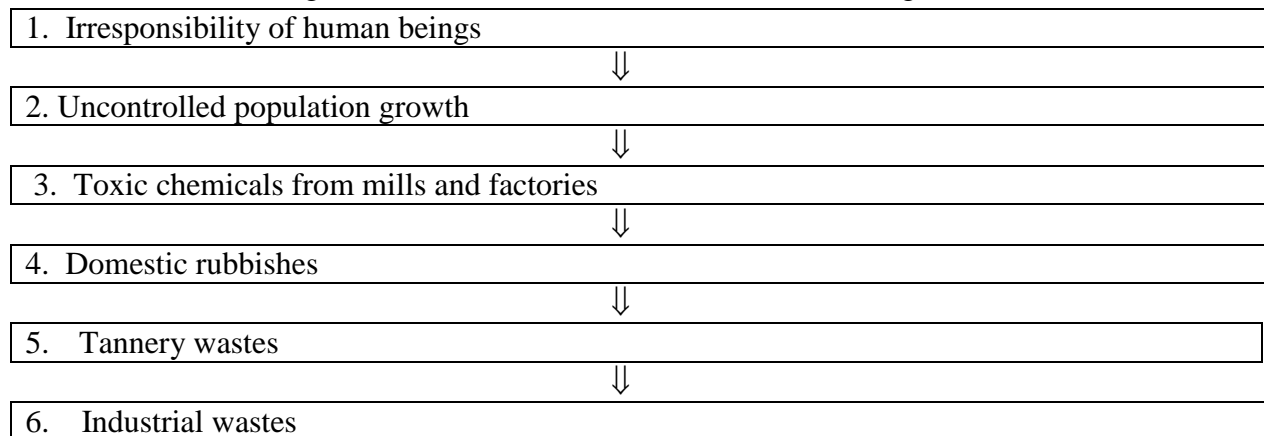 1. Irresponsibility of human beings
⇓
2. Uncontrolled population growth
⇓
3. Toxic chemicals from mills and factories
⇓
4. Domestic rubbishes
⇓
5. Tannery wastes
⇓
6. Industrial wastes